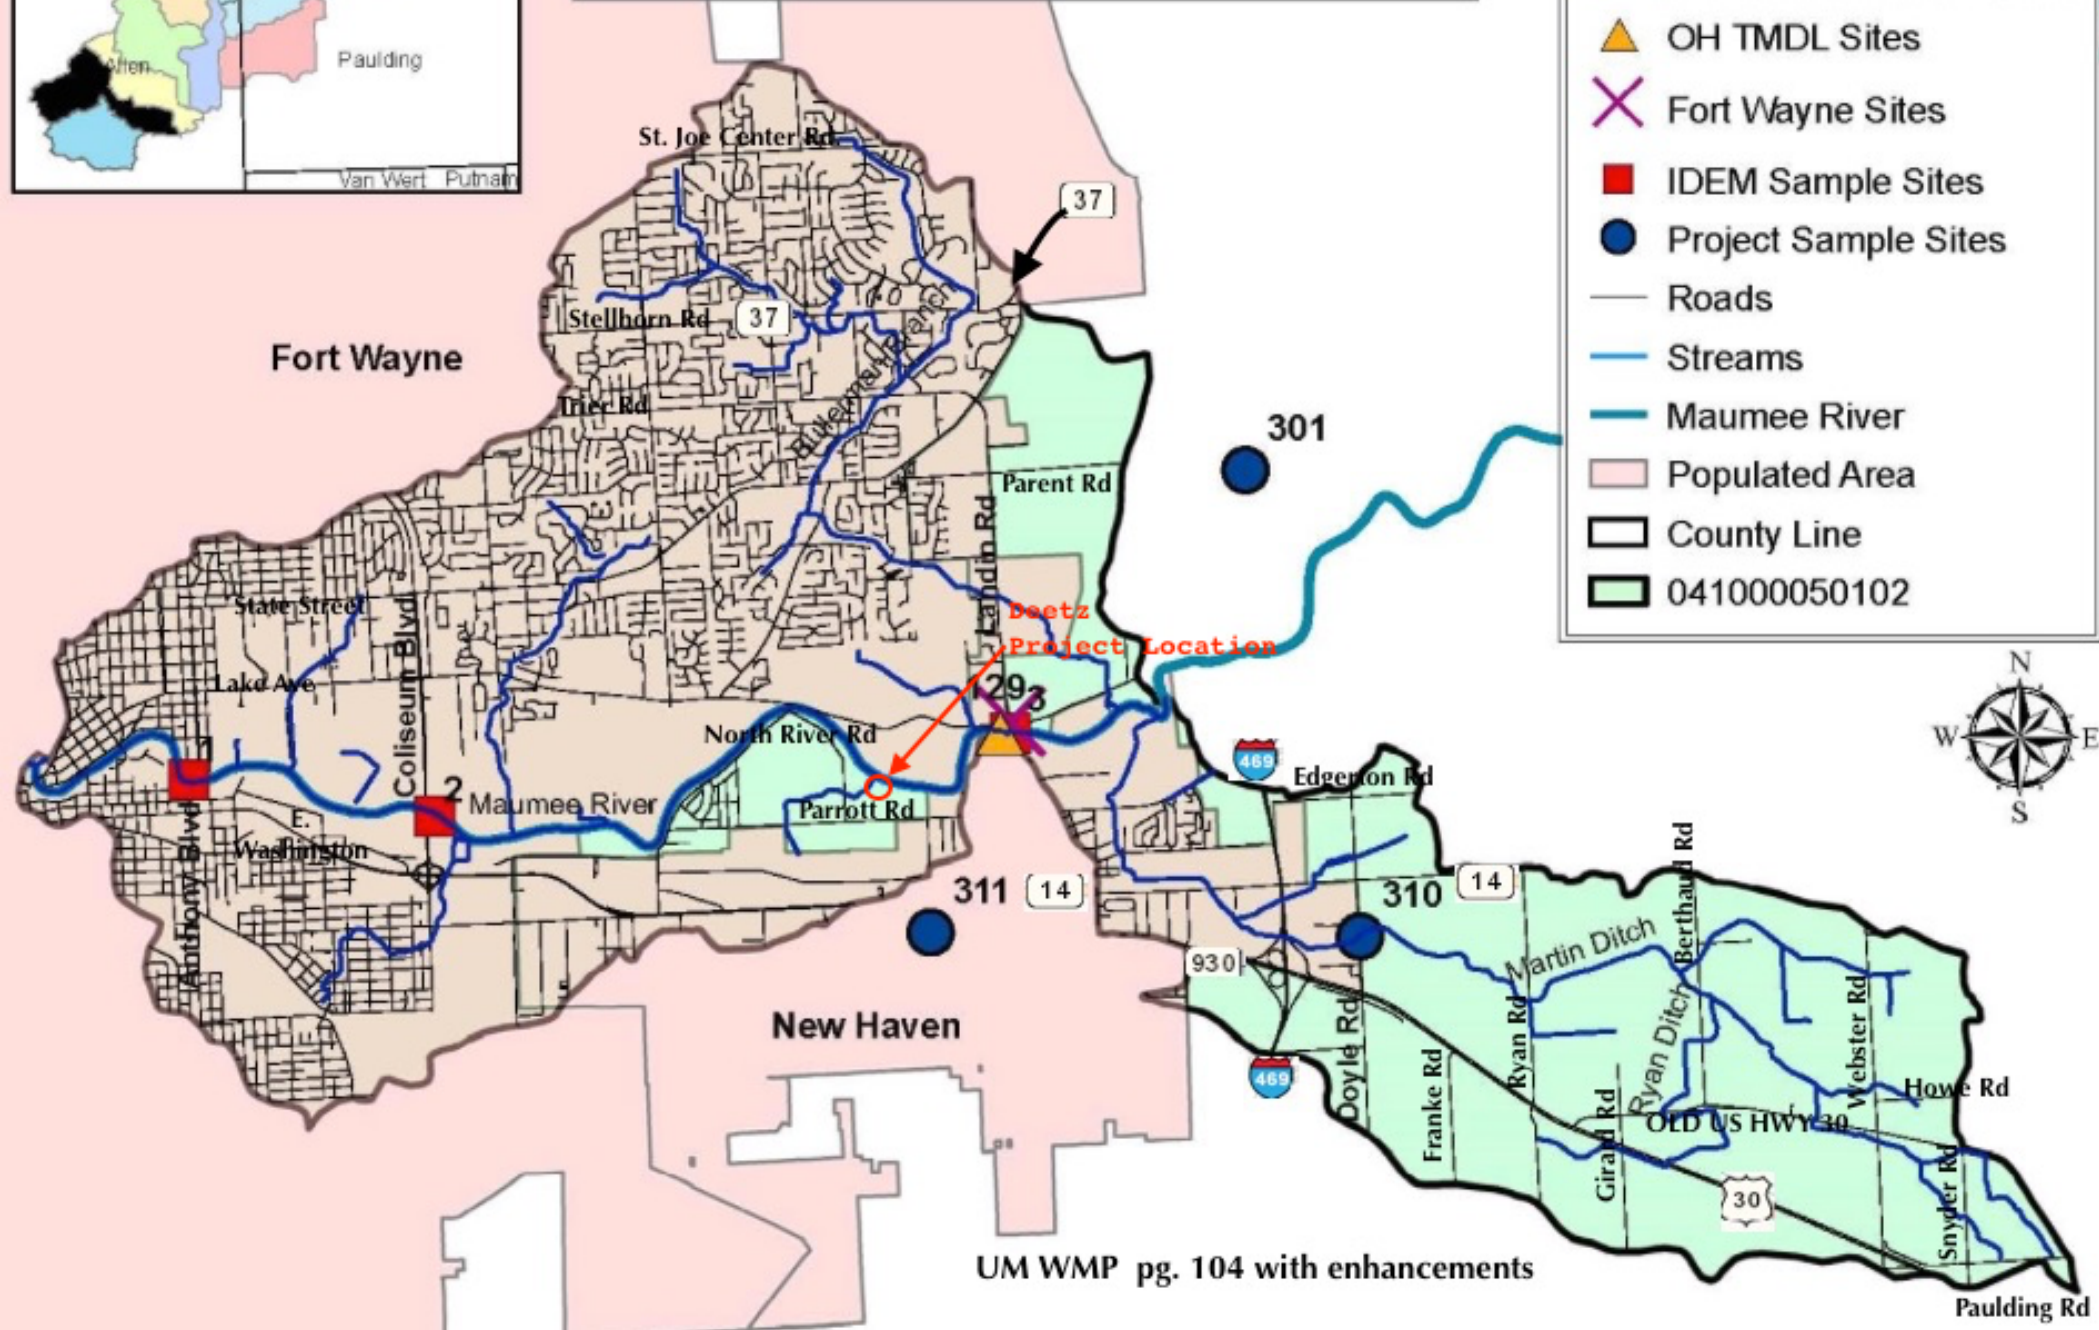 Allen
Paulding
Van Wert Putnam
OH TMDL Sites
Fort Wayne Sites
IDEM Sample Sites
Project Sample Sites
Roads
Streams
Maumee River
Populated Area
County Line
041000050102
N
W E
S
St. Joe Center Rd.
37
Stellhorn Rd
37
Fort Wayne
Trier Rd
Bullerman Branch
301
Parent Rd
Landin Rd
State Street
Coliseum Blvd.
Doetz
Project Location
Lake Ave
129
3
North River Rd
1
2
Maumee River
Parrott Rd
469
Edgerton Rd
E.
Washington
Anthony Blvd
311
14
310
14
Berthaud Rd
930
Martin Ditch
New Haven
469
Doyle Rd
Franke Rd
Ryan Rd
Girard Rd
Ryan Ditch
Webster Rd
Howe Rd
OLD US HWY 30
30
Snyder Rd
UM WMP pg. 104 with enhancements
Paulding Rd